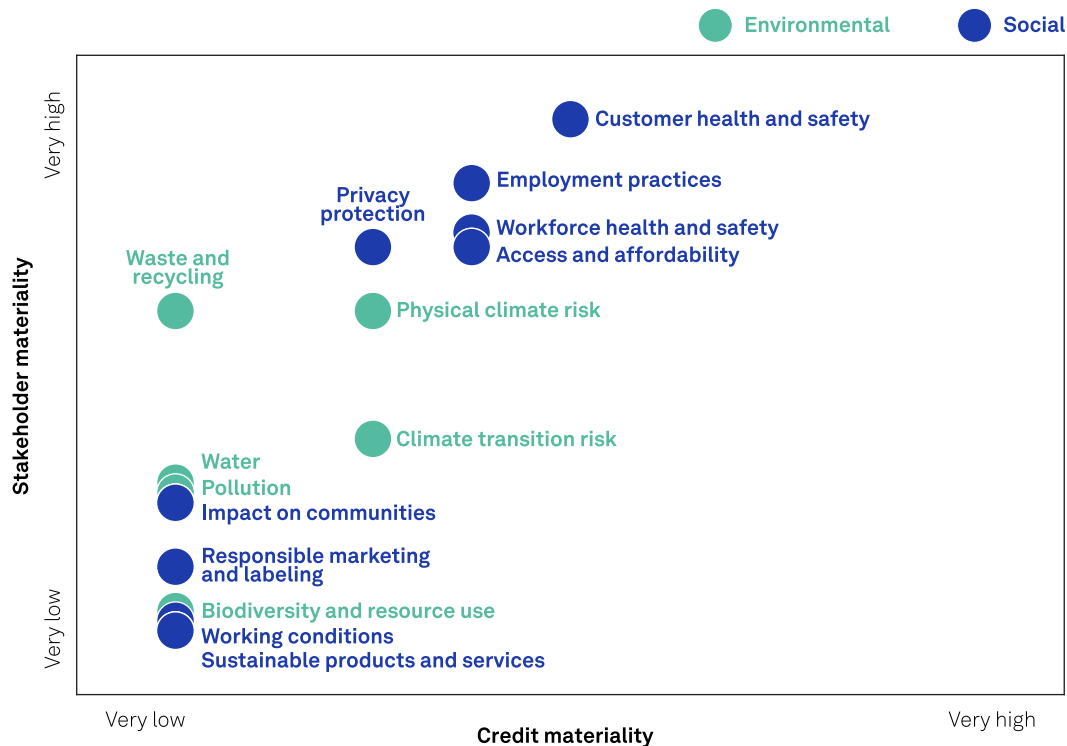 Environmental
Social
Very high
Customer health and safety
Employment practices
Privacy
protection
Workforce health and safety
Access and affordability
Waste and
recycling
Physical climate risk
Stakeholder materiality
Climate transition risk
Water
Pollution
Impact on communities
Responsible marketing
and labeling
Biodiversity and resource use
Working conditions
Sustainable products and services
Very low
Very low
Credit materiality
Very high